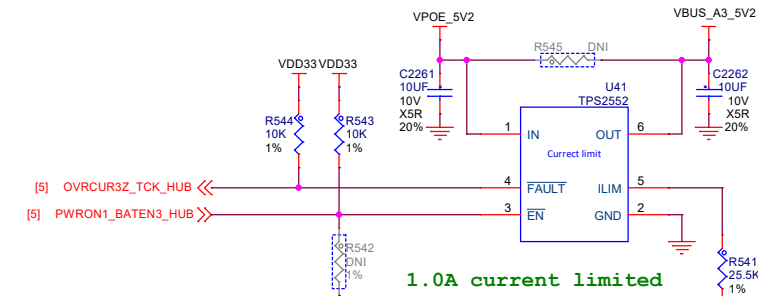 VPOE_5V2
VBUS_A3_5V2
R545 DNI
VDD33 VDD33
C2261
10UF
10V
X5R
20%
U41
TPS2552
C2262
10UF
10V
X5R
20%
R544
10K
1%
R543
10K
1%
1 IN OUT 6
Currect limit
[5] OVRCUR3Z_TCK_HUB
4 FAULT ILIM 5
[5] PWRON1_BATEN3_HUB
3 EN GND 2
R542
DNI
1%
R541
25.5K
1%
1.0A current limited